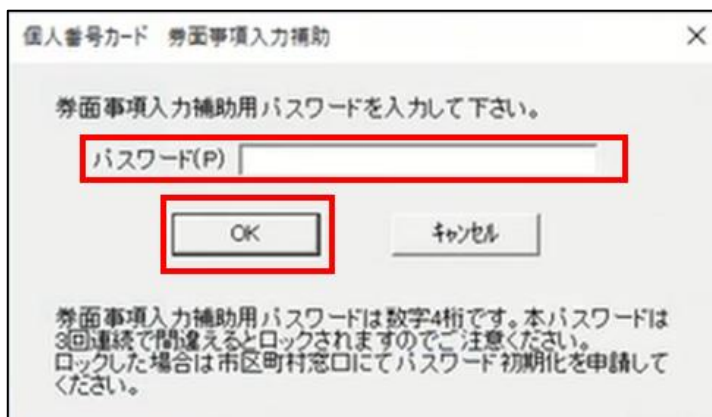 個人番号カード 券面事項入力補助
券面事項入力補助用パスワードを入力して下さい。
パスワード(P)
OK
キャンセル
券面事項入力補助用パスワードは数字4桁です。本パスワードは
3回連続で間違えるとロックされますのでご注意ください。
ロックした場合は市区町村窓口にてパスワード初期化を申請して
ください。